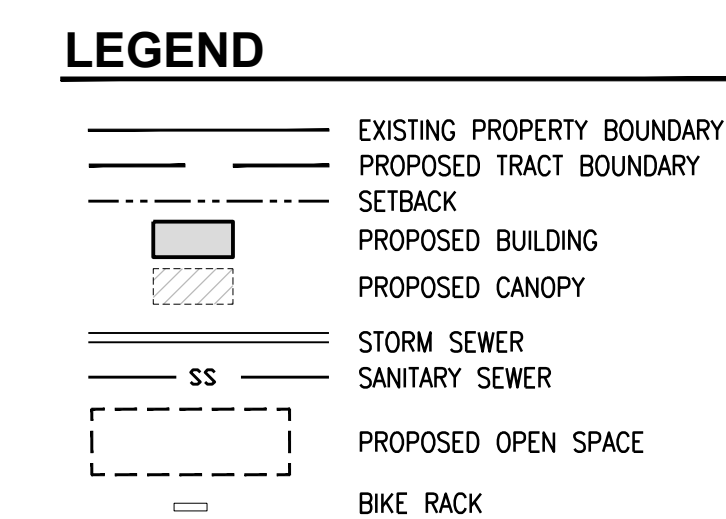 LEGEND
EXISTING PROPERTY BOUNDARY
PROPOSED TRACT BOUNDARY
SETBACK
PROPOSED BUILDING
PROPOSED CANOPY
STORM SEWER
SS SANITARY SEWER
PROPOSED OPEN SPACE
BIKE RACK